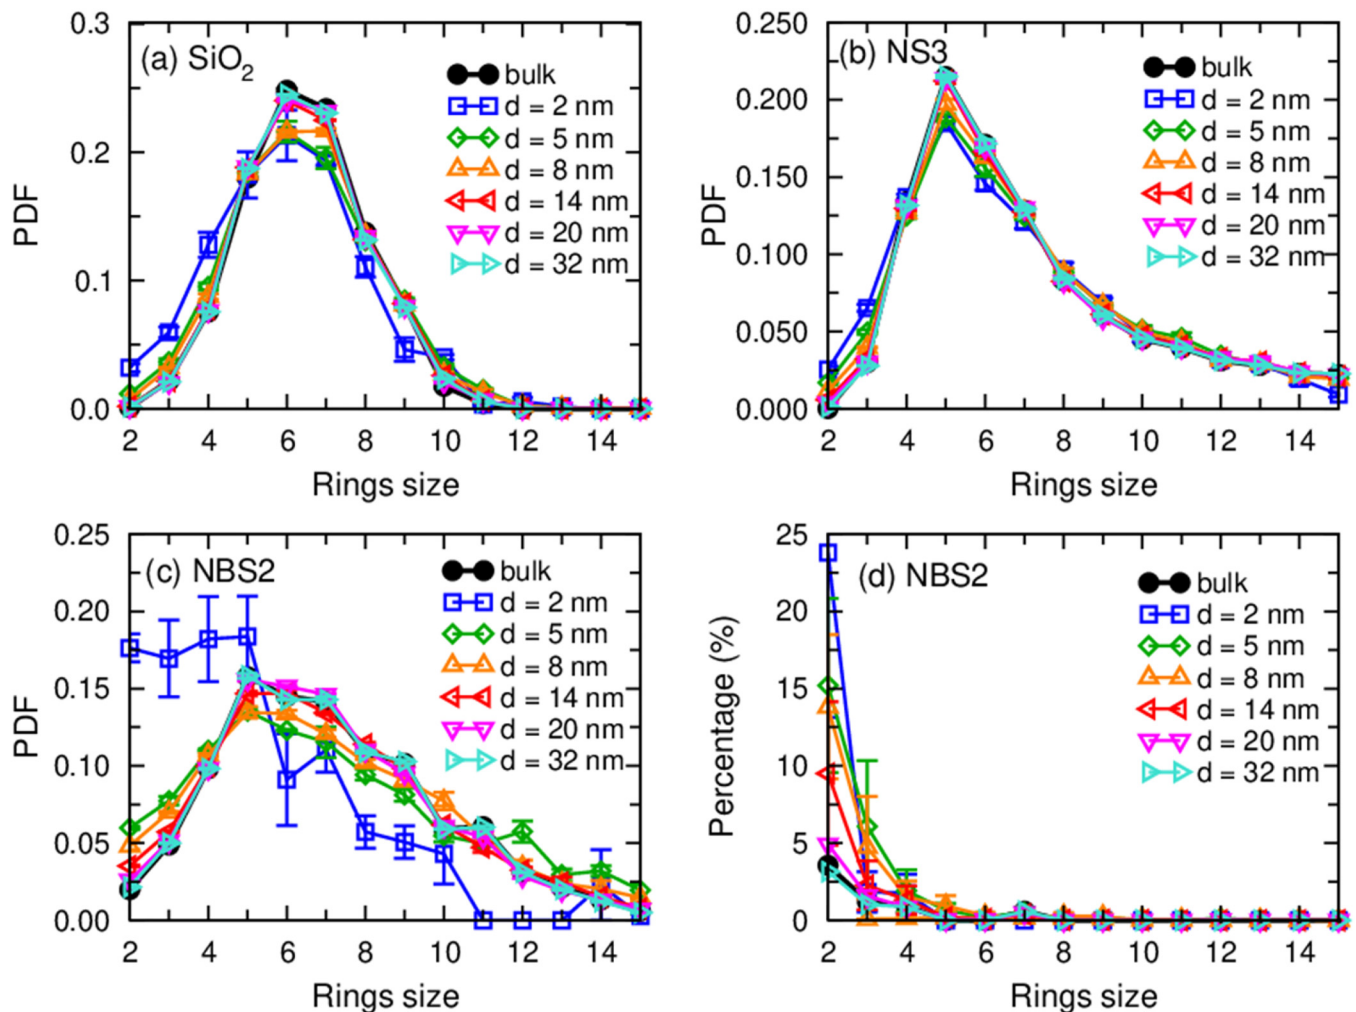 (a) SiO2
PDF
0.3
0.2
0.1
0.0
2 4 6 8 10 12 14
Rings size
bulk
d = 2 nm
d = 5 nm
d = 8 nm
d = 14 nm
d = 20 nm
d = 32 nm
(b) NS3
PDF
0.250
0.200
0.150
0.100
0.050
0.000
2 4 6 8 10 12 14
Rings size
bulk
d = 2 nm
d = 5 nm
d = 8 nm
d = 14 nm
d = 20 nm
d = 32 nm
(c) NBS2
PDF
0.25
0.20
0.15
0.10
0.05
0.00
2 4 6 8 10 12 14
Rings size
bulk
d = 2 nm
d = 5 nm
d = 8 nm
d = 14 nm
d = 20 nm
d = 32 nm
(d) NBS2
Percentage (%)
25
20
15
10
5
0
2 4 6 8 10 12 14
Rings size
bulk
d = 2 nm
d = 5 nm
d = 8 nm
d = 14 nm
d = 20 nm
d = 32 nm